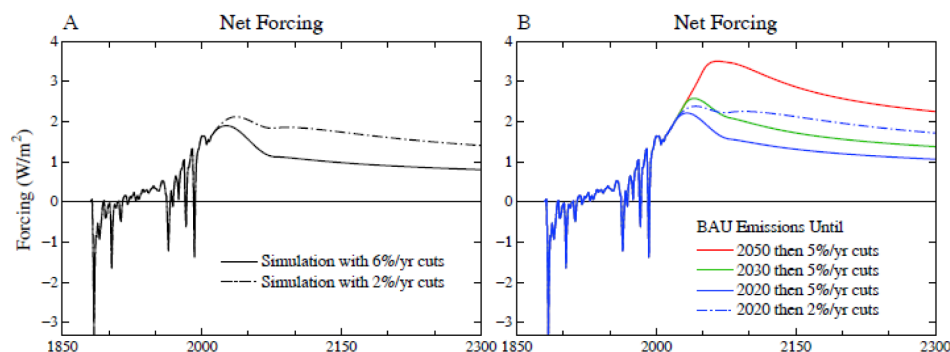 A Net Forcing
B Net Forcing
Forcing (W/m²)
4
3
2
1
0
−1
−2
−3
1850 2000 2150 2300
Simulation with 6%/yr cuts
Simulation with 2%/yr cuts
4
3
2
1
0
−1
−2
−3
1850 2000 2150 2300
BAU Emissions Until
2050 then 5%/yr cuts
2030 then 5%/yr cuts
2020 then 5%/yr cuts
2020 then 2%/yr cuts